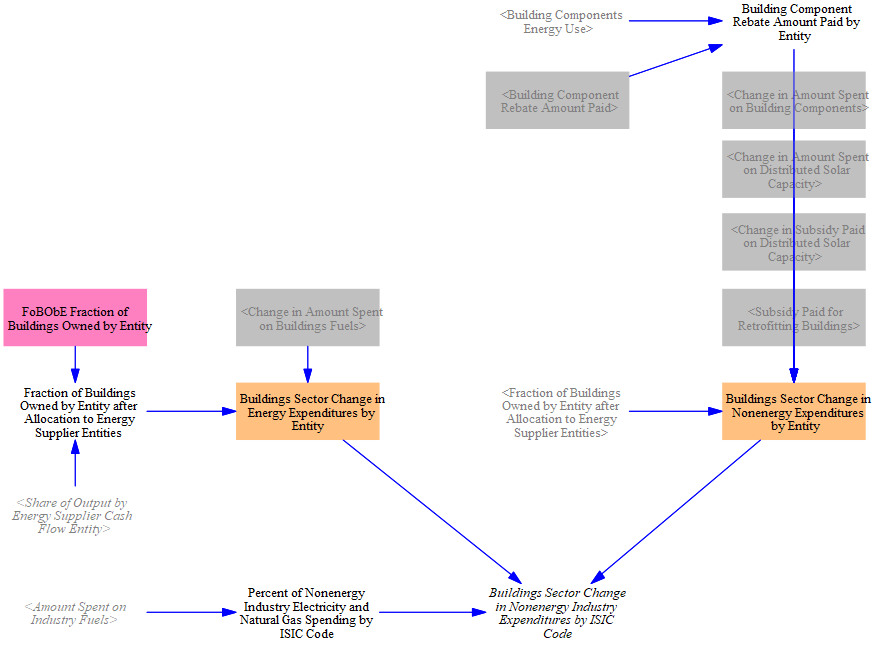 <Building Components
Energy Use>
Building Component
Rebate Amount Paid by
Entity
<Building Component
Rebate Amount Paid>
<Change in Amount Spent
on Building Components>
<Change in Amount Spent
on Distributed Solar
Capacity>
<Change in Subsidy Paid
on Distributed Solar
Capacity>
FoBObE Fraction of
Buildings Owned by Entity
<Change in Amount Spent
on Buildings Fuels>
<Subsidy Paid for
Retrofitting Buildings>
Fraction of Buildings
Owned by Entity after
Allocation to Energy
Supplier Entities
Buildings Sector Change in
Energy Expenditures by
Entity
<Fraction of Buildings
Owned by Entity after
Allocation to Energy
Supplier Entities>
Buildings Sector Change in
Nonenergy Expenditures
by Entity
<Share of Output by
Energy Supplier Cash
Flow Entity>
<Amount Spent on
Industry Fuels>
Percent of Nonenergy
Industry Electricity and
Natural Gas Spending by
ISIC Code
Buildings Sector Change
in Nonenergy Industry
Expenditures by ISIC
Code